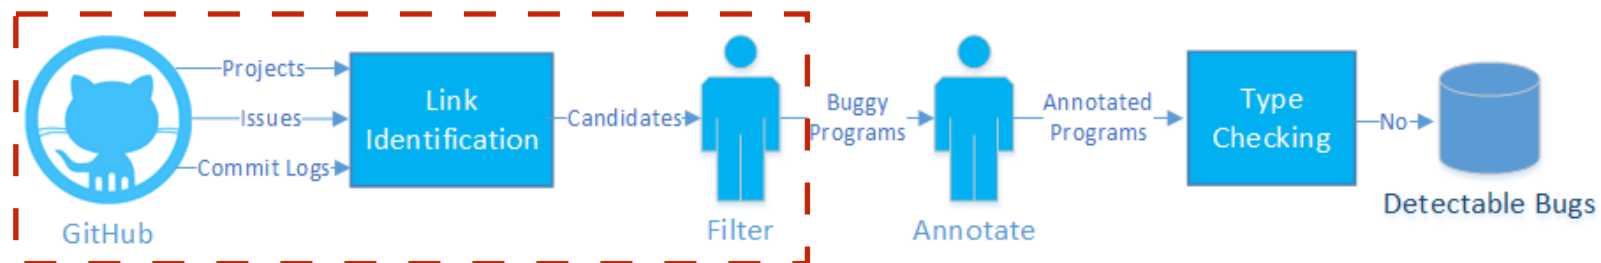 Projects
Issues
Commit Logs
GitHub
Link
Identification
Candidates
Filter
Buggy
Programs
Annotate
Annotated
Programs
Type
Checking
No
Detectable Bugs